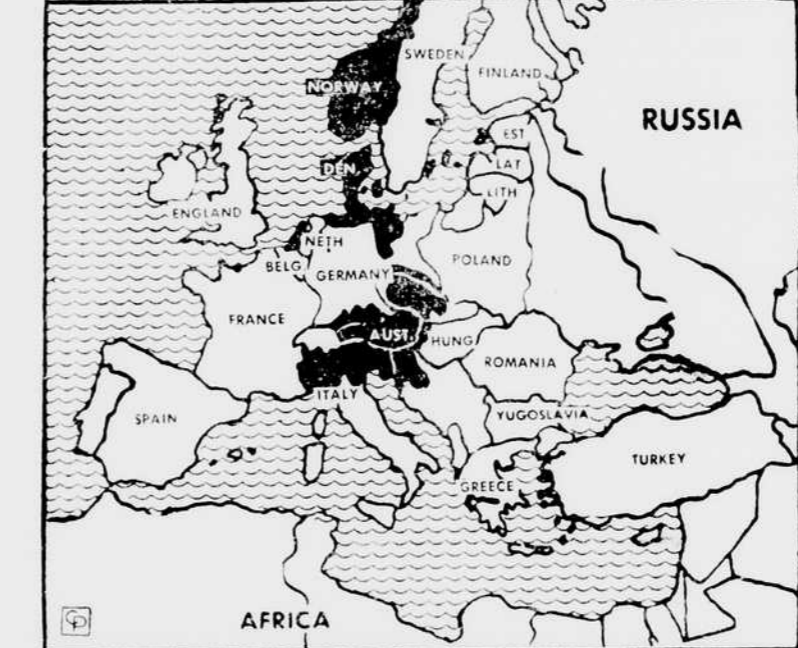 SWEDEN
FINLAND
NORWAY
RUSSIA
EST
LAT
DEN.
LITH
ENGLAND
NETH
BELG
GERMANY
POLAND
FRANCE
AUST.
HUNG
ROMANIA
ITALY
YUGOSLAVIA
SPAIN
TURKEY
GREECE
AFRICA
CP